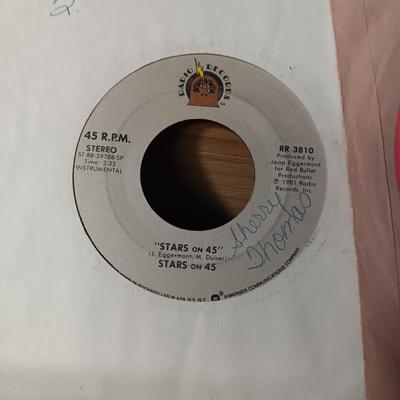 2.
RADIO RECORDS
45 R.P.M.
STEREO
ST-RR-39788-SP
Time: 3:33
INSTRUMENTAL
RR 3810
Produced by
Jaap Eggermont
for Red Bullet
Productions
℗ 1981 Radio
Records, Inc.
"STARS ON 45"
(J. Eggermont/M. Duiser)
STARS ON 45
Sherry
Thomas
ROCKEFELLER PLAZA, N.Y., N.Y. A WARNER COMMUNICATIONS COMPANY